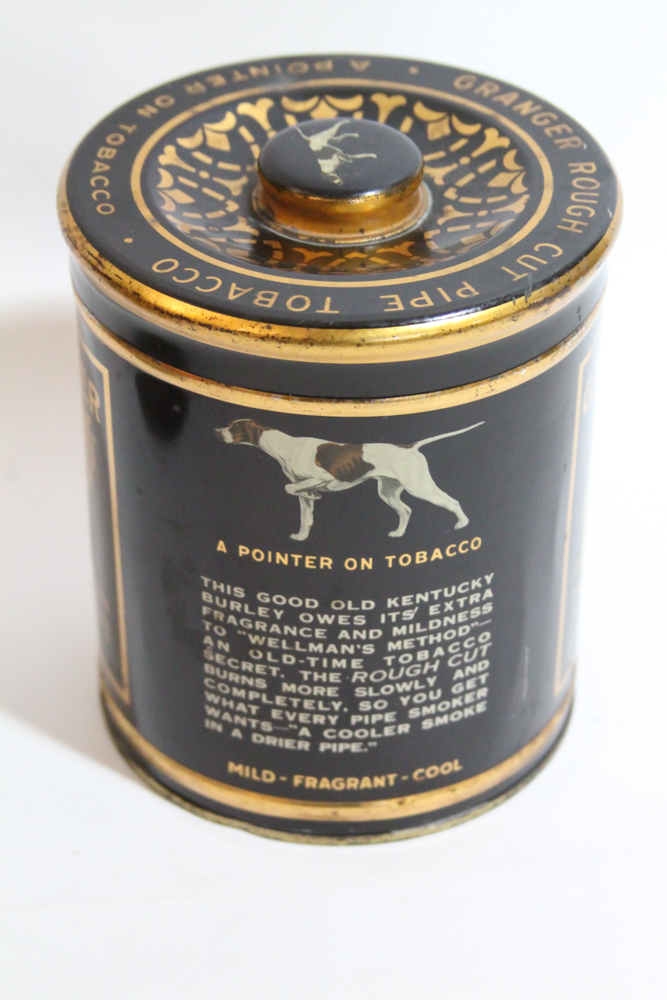 GRANGER ROUGH CUT PIPE TOBACCO • A POINTER ON TOBACCO •
ER
A POINTER ON TOBACCO
THIS GOOD OLD KENTUCKY
BURLEY OWES ITS EXTRA
FRAGRANCE AND MILDNESS
TO "WELLMAN'S METHOD"—
AN OLD-TIME TOBACCO
SECRET. THE ROUGH CUT
BURNS MORE SLOWLY AND
COMPLETELY, SO YOU GET
WHAT EVERY PIPE SMOKER
WANTS—"A COOLER SMOKE
IN A DRIER PIPE."
MILD - FRAGRANT - COOL